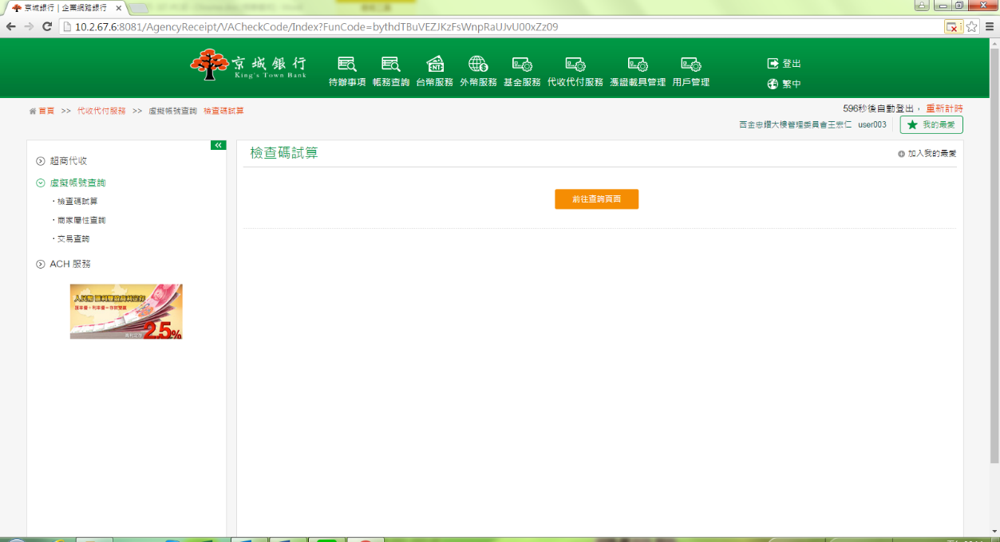 京城銀行 | 企業網路銀行
10.2.67.6:8081/AgencyReceipt/VACheckCode/Index?FunCode=bythdTBuVEZJKzFsWnpRaUJvU00xZz09
京城銀行
King's Town Bank
待辦事項 帳務查詢 台幣服務 外幣服務 基金服務 代收代付服務 憑證載具管理 用戶管理
登出
繁中
首頁 >> 代收代付服務 >> 虛擬帳號查詢 檢查碼試算
596秒後自動登出， 重新計時
西金忠鑽大樓管理委員會王宏仁 user003
我的最愛
超商代收
虛擬帳號查詢
・檢查碼試算
・商家屬性查詢
・交易查詢
ACH 服務
2.5%
檢查碼試算
加入我的最愛
前往查詢頁面